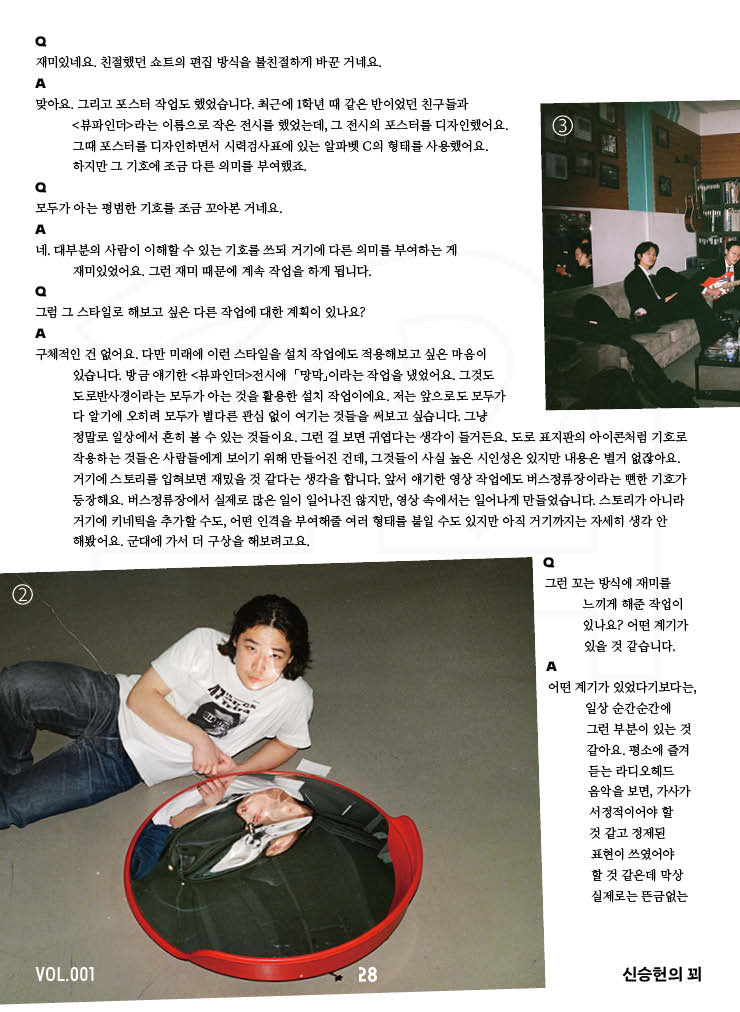 Q
재미있네요. 친절했던 쇼트의 편집 방식을 불친절하게 바꾼 거네요.
A
맞아요. 그리고 포스터 작업도 했었습니다. 최근에 1학년 때 같은 반이었던 친구들과
<뷰파인더>라는 이름으로 작은 전시를 했었는데, 그 전시의 포스터를 디자인했어요.
그때 포스터를 디자인하면서 시력검사표에 있는 알파벳 C의 형태를 사용했어요.
하지만 그 기호에 조금 다른 의미를 부여했죠.
Q
모두가 아는 평범한 기호를 조금 꼬아본 거네요.
A
네. 대부분의 사람이 이해할 수 있는 기호를 쓰되 거기에 다른 의미를 부여하는 게
재미있었어요. 그런 재미 때문에 계속 작업을 하게 됩니다.
Q
그럼 그 스타일로 해보고 싶은 다른 작업에 대한 계획이 있나요?
A
구체적인 건 없어요. 다만 미래에 이런 스타일을 설치 작업에도 적용해보고 싶은 마음이
있습니다. 방금 얘기한 <뷰파인더>전시에 「망막」이라는 작업을 냈었어요. 그것도
도로반사경이라는 모두가 아는 것을 활용한 설치 작업이에요. 저는 앞으로도 모두가
다 알기에 오히려 모두가 별다른 관심 없이 여기는 것들을 써보고 싶습니다. 그냥
정말로 일상에서 흔히 볼 수 있는 것들이요. 그런 걸 보면 귀엽다는 생각이 들거든요. 도로 표지판의 아이콘처럼 기호로
작용하는 것들은 사람들에게 보이기 위해 만들어진 건데, 그것들이 사실 높은 시인성은 있지만 내용은 별거 없잖아요.
거기에 스토리를 입혀보면 재밌을 것 같다는 생각을 합니다. 앞서 얘기한 영상 작업에도 버스정류장이라는 뻔한 기호가
등장해요. 버스정류장에서 실제로 많은 일이 일어나진 않지만, 영상 속에서는 일어나게 만들었습니다. 스토리가 아니라
거기에 키네틱을 추가할 수도, 어떤 인격을 부여해줄 여러 형태를 붙일 수도 있지만 아직 거기까지는 자세히 생각 안
해봤어요. 군대에 가서 더 구상을 해보려고요.
③
②
Q
그런 꼬는 방식에 재미를
느끼게 해준 작업이
있나요? 어떤 계기가
있을 것 같습니다.
A
어떤 계기가 있었다기보다는,
일상 순간순간에
그런 부분이 있는 것
같아요. 평소에 즐겨
듣는 라디오헤드
음악을 보면, 가사가
서정적이어야 할
것 같고 정제된
표현이 쓰였어야
할 것 같은데 막상
실제로는 뜬금없는
VOL.001
28
신승헌의 꾀